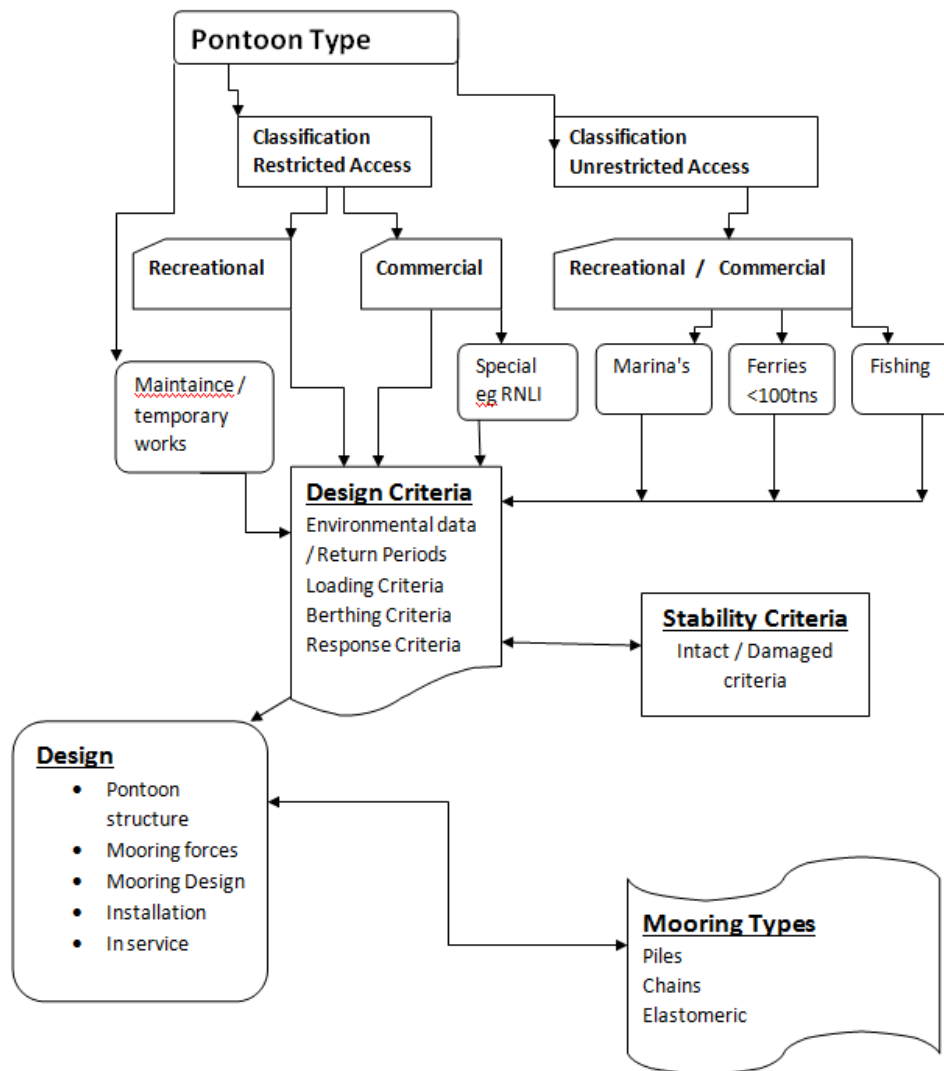 Pontoon Type
Classification
Restricted Access
Classification
Unrestricted Access
Recreational
Commercial
Recreational / Commercial
Maintaince /
temporary
works
Special
eg RNLI
Marina's
Ferries
<100tns
Fishing
Design Criteria
Environmental data
/ Return Periods
Loading Criteria
Berthing Criteria
Response Criteria
Stability Criteria
Intact / Damaged
criteria
Design
• Pontoon
structure
• Mooring forces
• Mooring Design
• Installation
• In service
Mooring Types
Piles
Chains
Elastomeric